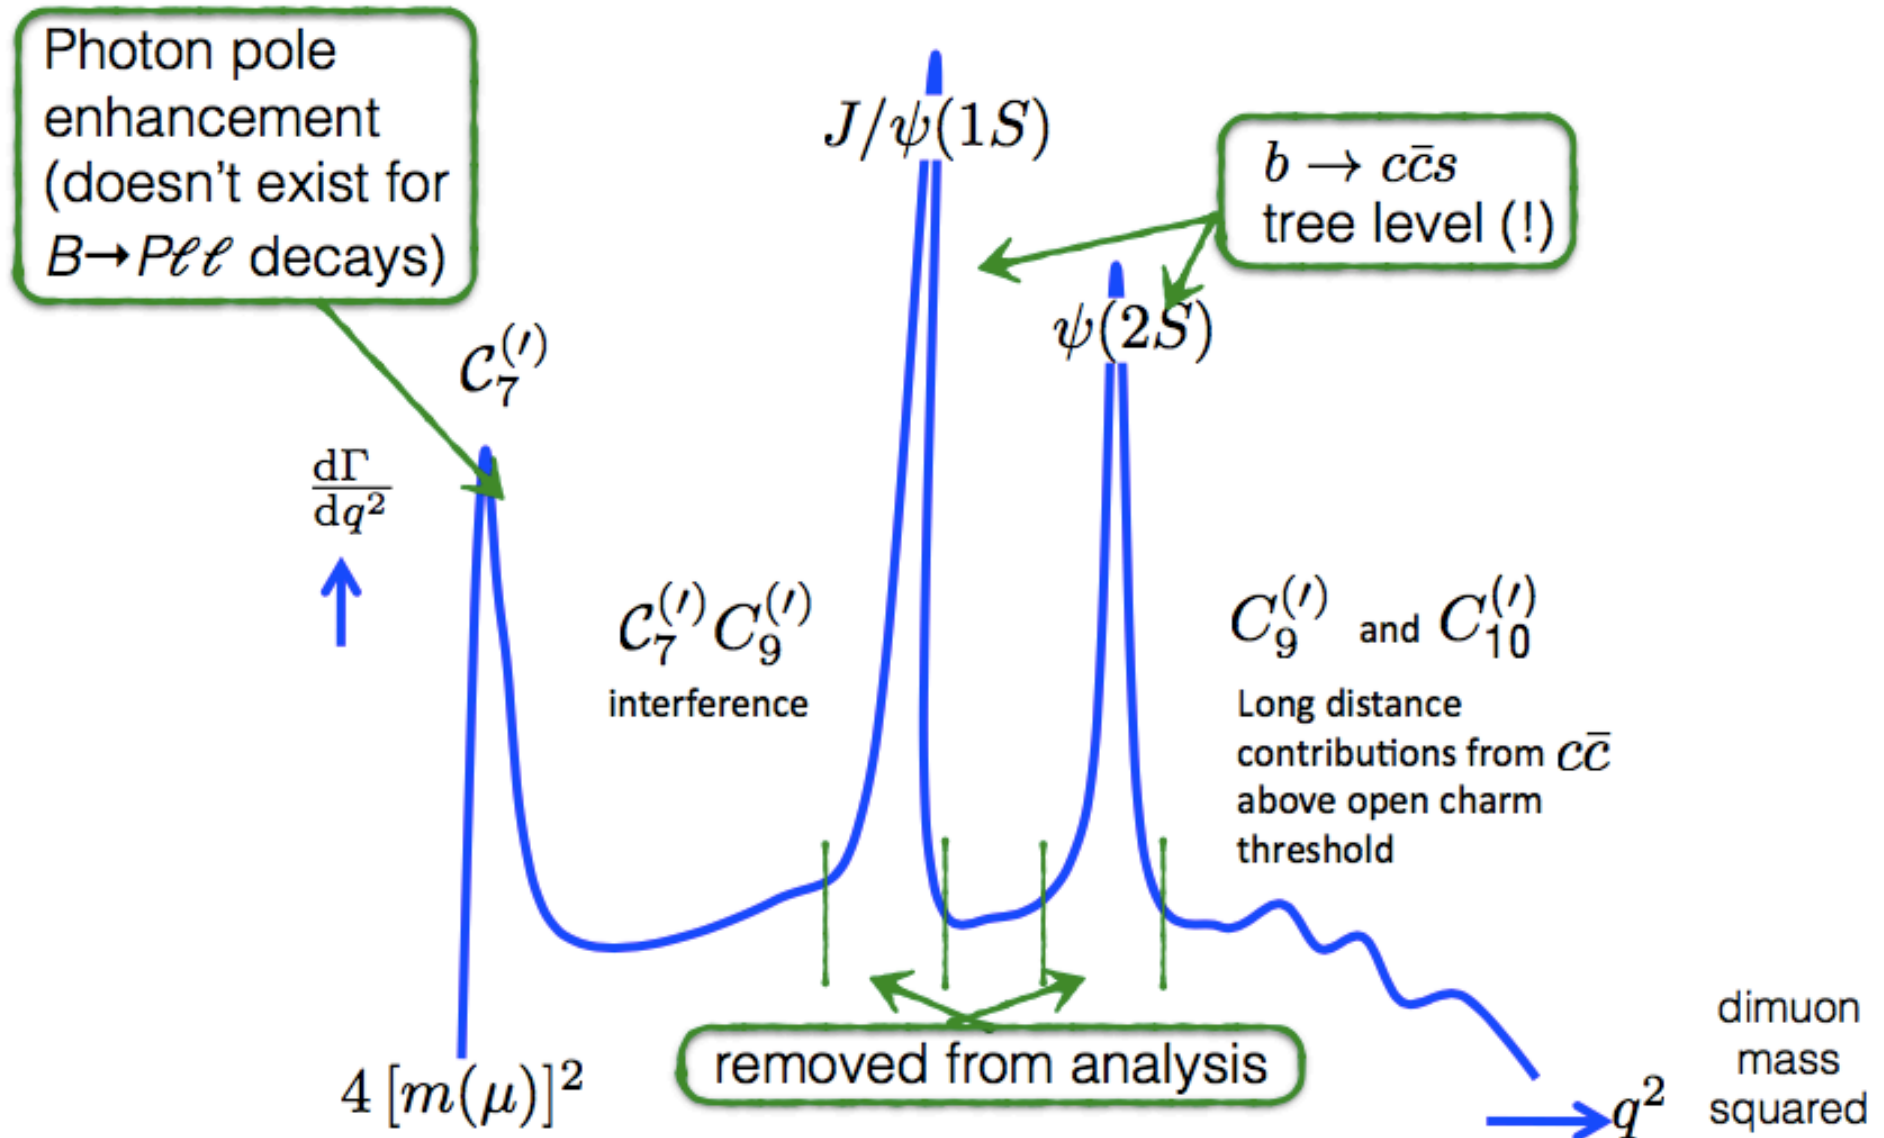 Photon pole
enhancement
(doesn't exist for
B→Pℓℓ decays)
J/ψ(1S)
b → cc̄s
tree level (!)
ψ(2S)
𝒞₇⁽′⁾
dΓ
dq²
𝒞₇⁽′⁾C₉⁽′⁾
interference
C₉⁽′⁾ and C₁₀⁽′⁾
Long distance
contributions from cc̄
above open charm
threshold
removed from analysis
4 [m(μ)]²
q²
dimuon
mass
squared